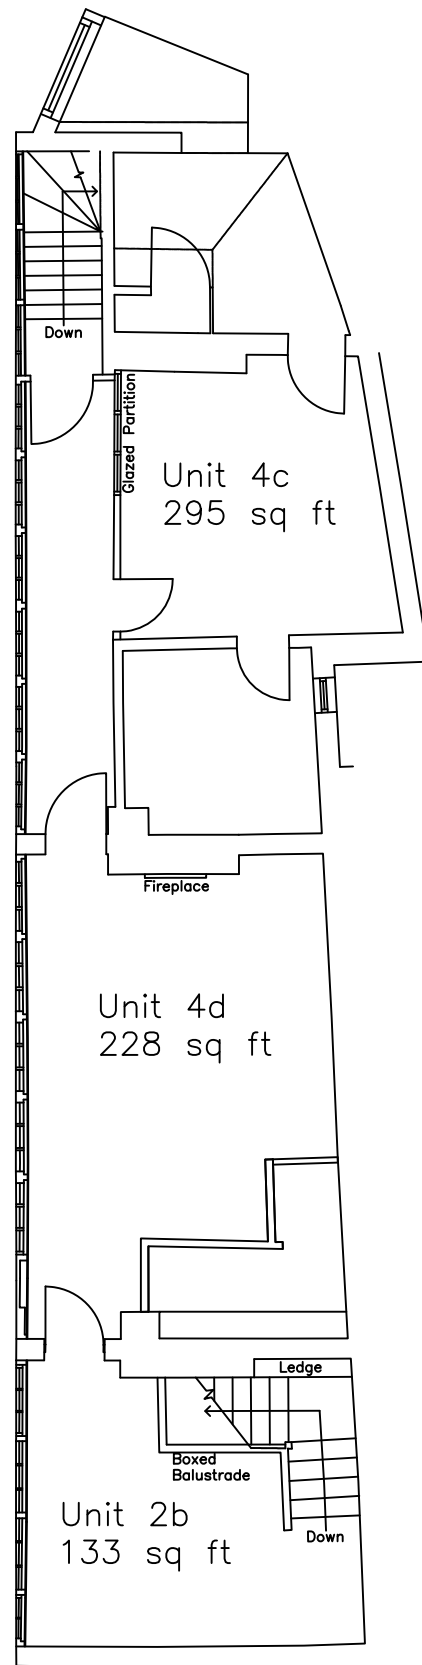 Down
Glazed Partition
Unit 4c
295 sq ft
Fireplace
Unit 4d
228 sq ft
Ledge
Boxed
Balustrade
Unit 2b
133 sq ft
Down